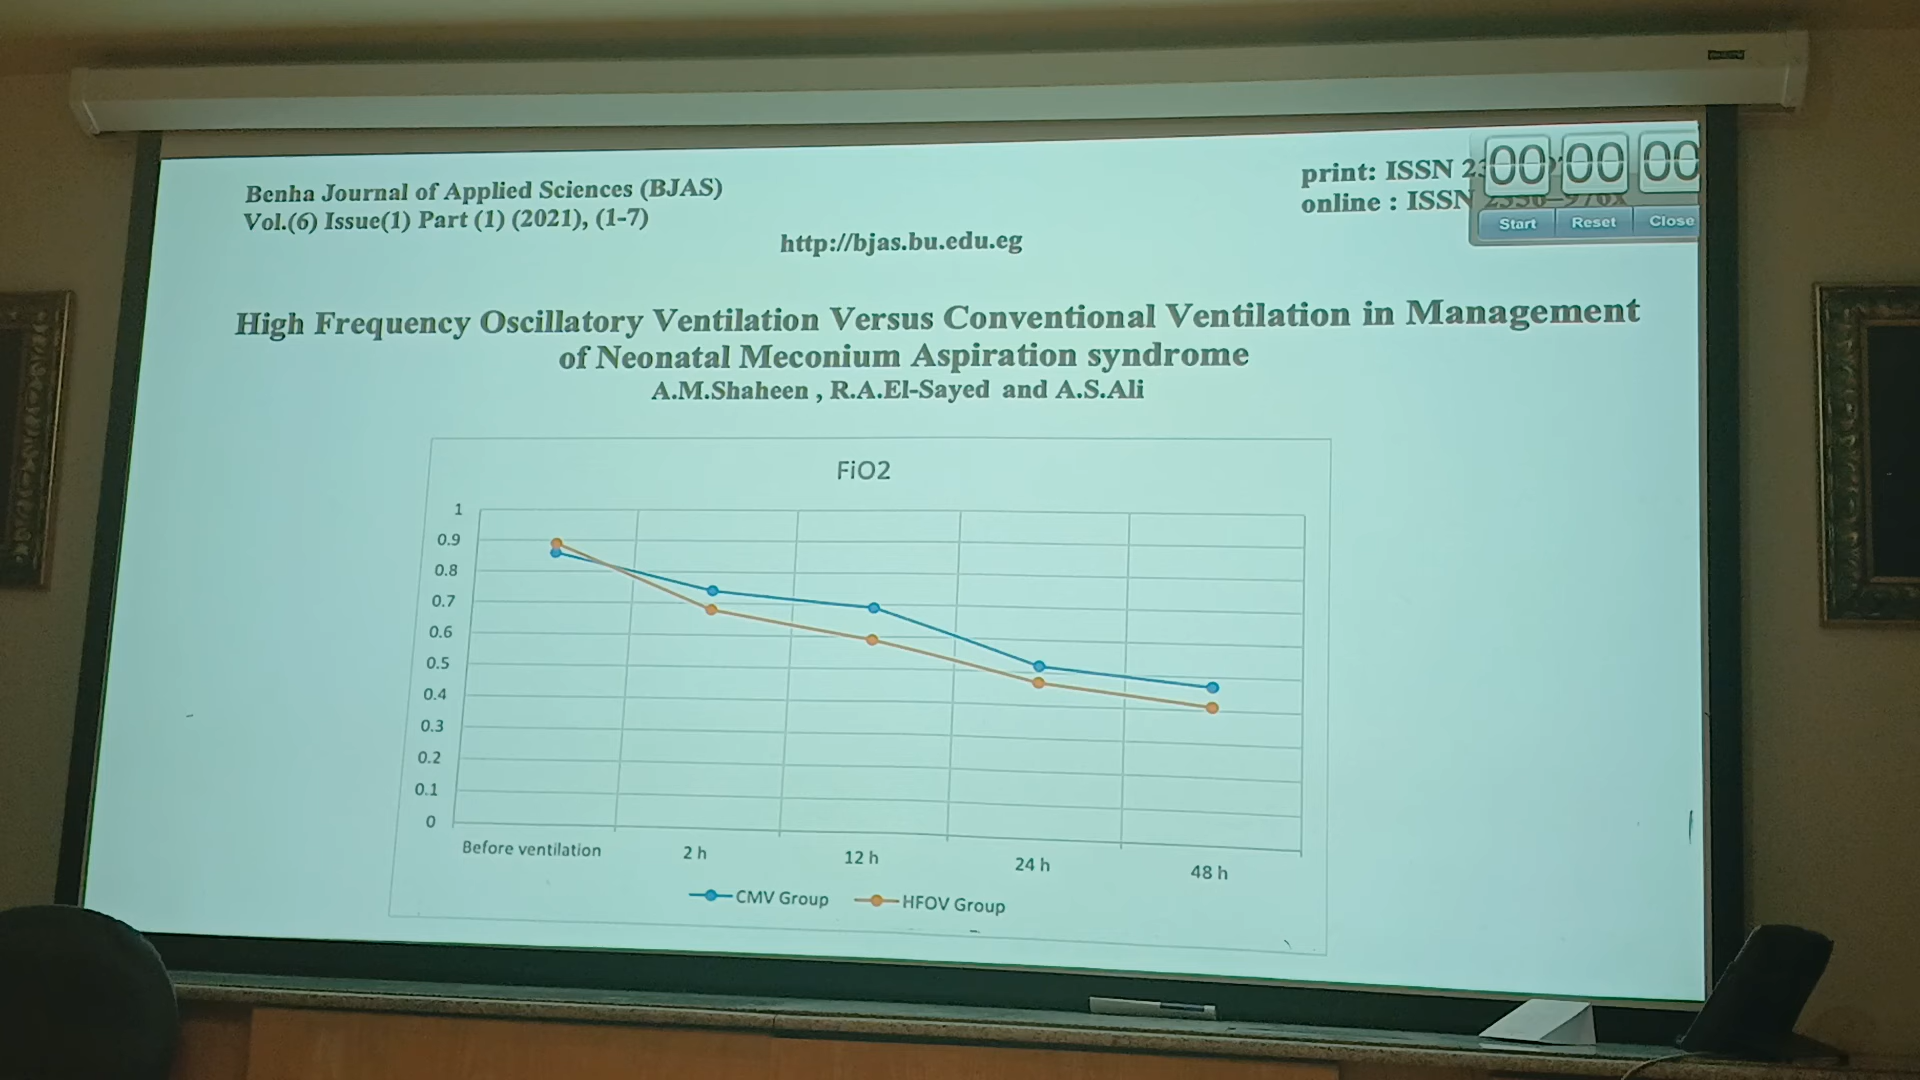 Benha Journal of Applied Sciences (BJAS)
Vol.(6) Issue(1) Part (1) (2021), (1-7)
print: ISSN
online : ISSN 2356–976x
00 00 00
Start Reset Close
http://bjas.bu.edu.eg
High Frequency Oscillatory Ventilation Versus Conventional Ventilation in Management
of Neonatal Meconium Aspiration syndrome
A.M.Shaheen , R.A.El-Sayed and A.S.Ali
FiO2
1
0.9
0.8
0.7
0.6
0.5
0.4
0.3
0.2
0.1
0
Before ventilation 2 h 12 h 24 h 48 h
CMV Group HFOV Group